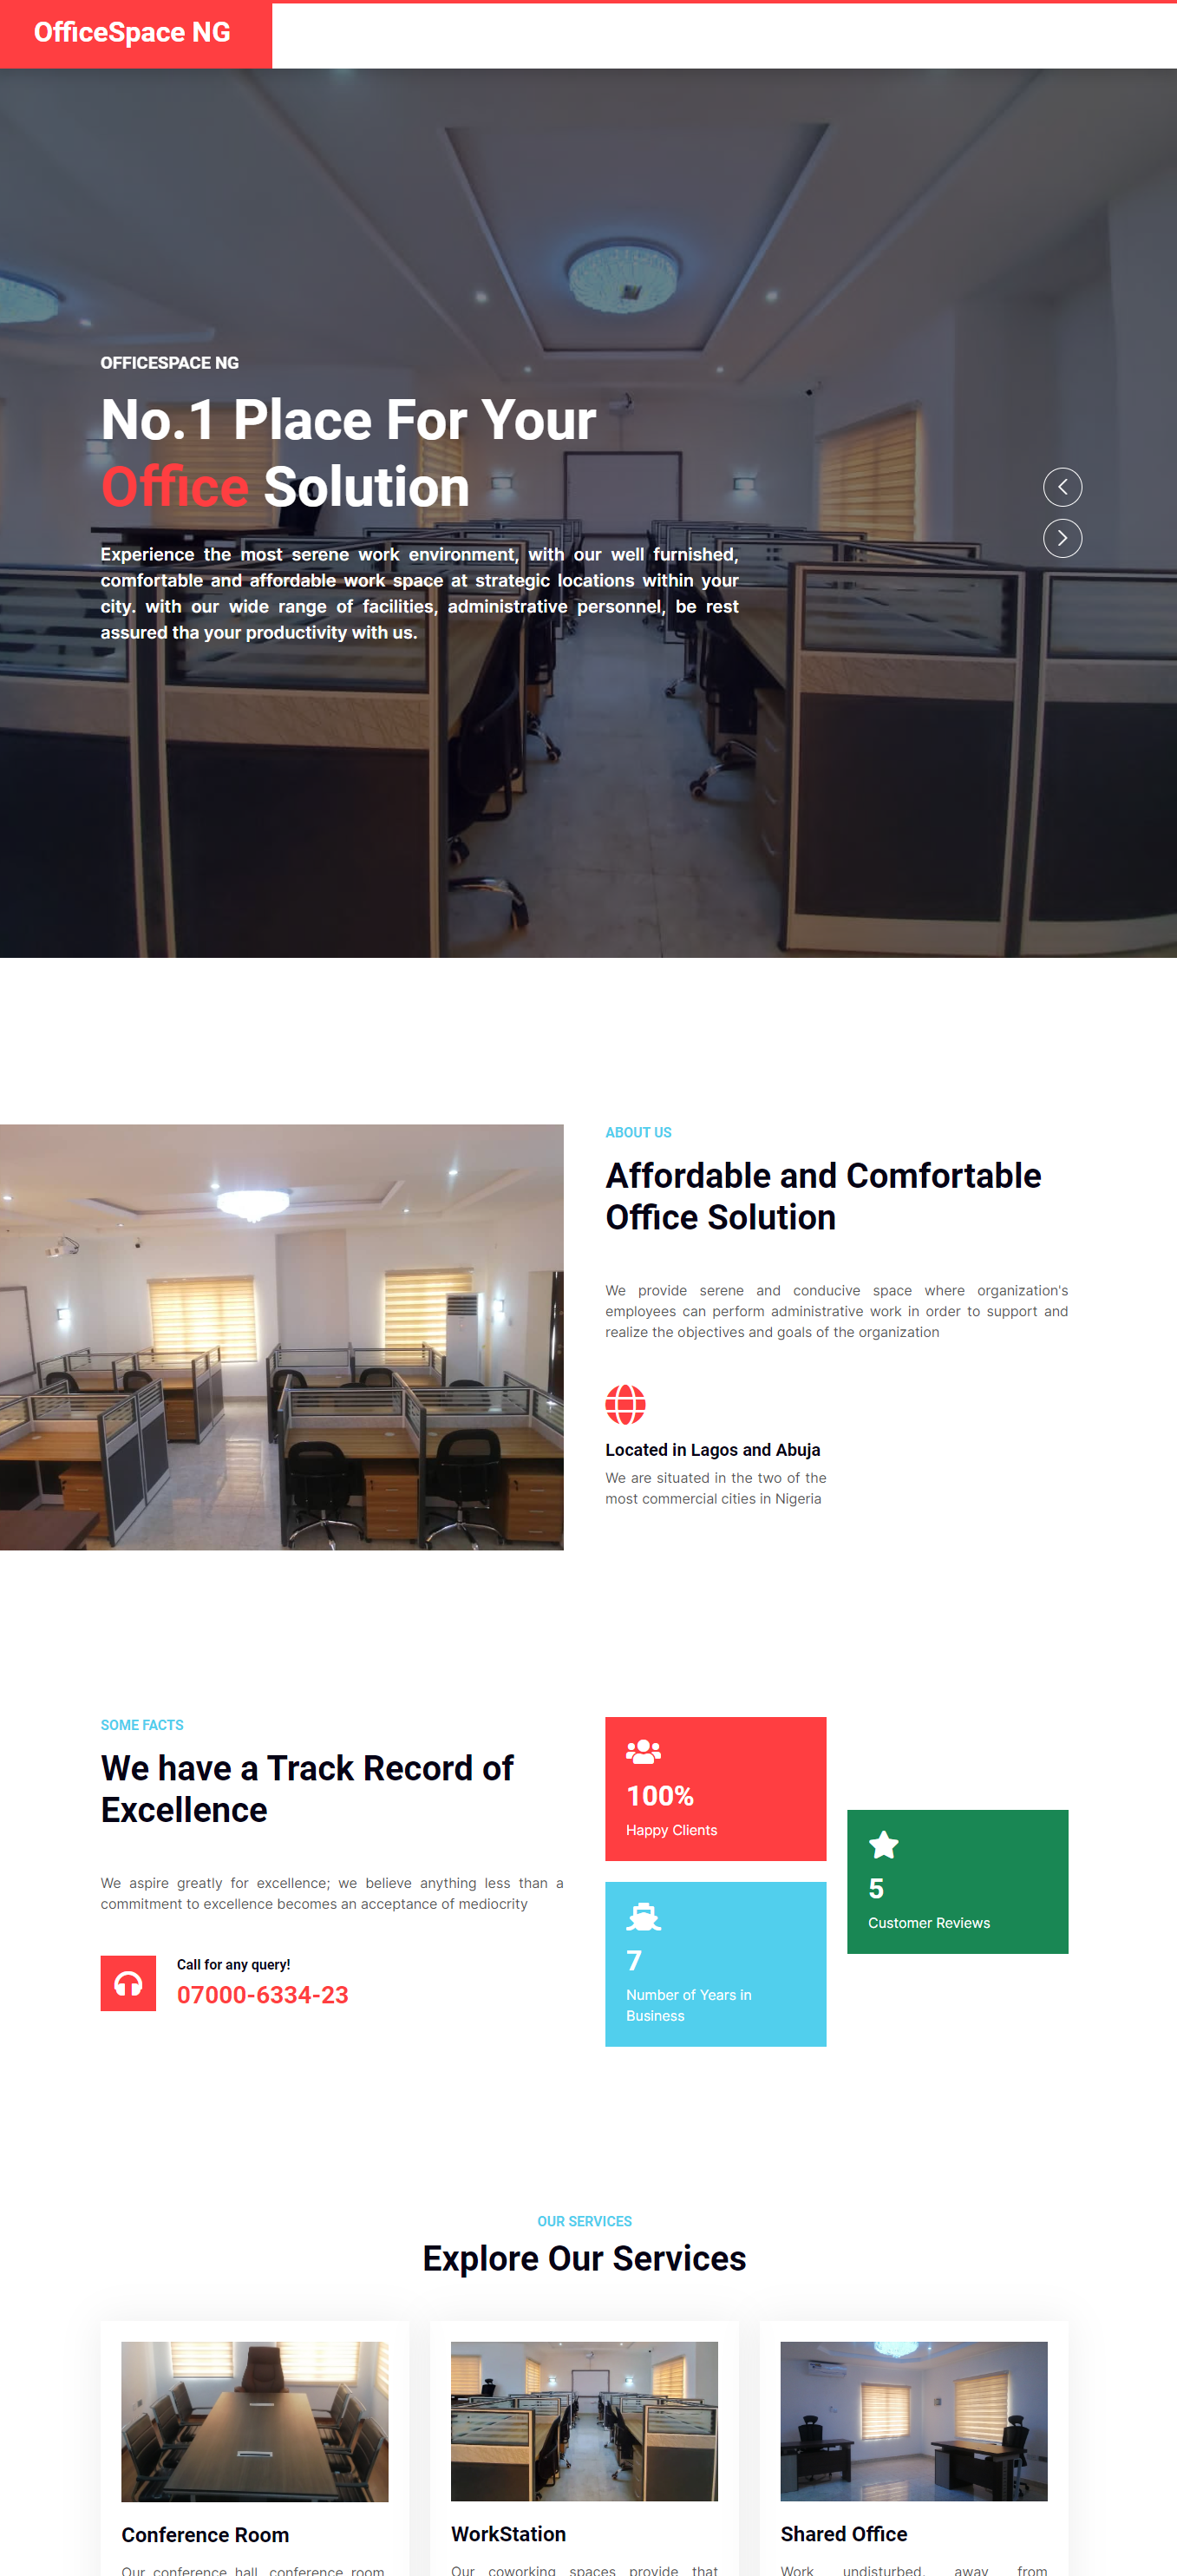 OfficeSpace NG
OFFICESPACE NG
No.1 Place For Your
Office Solution
Experience the most serene work environment, with our well furnished,
comfortable and affordable work space at strategic locations within your
city. with our wide range of facilities, administrative personnel, be rest
assured tha your productivity with us.
ABOUT US
Affordable and Comfortable
Office Solution
We provide serene and conducive space where organization's
employees can perform administrative work in order to support and
realize the objectives and goals of the organization
Located in Lagos and Abuja
We are situated in the two of the
most commercial cities in Nigeria
SOME FACTS
We have a Track Record of
Excellence
We aspire greatly for excellence; we believe anything less than a
commitment to excellence becomes an acceptance of mediocrity
Call for any query!
07000-6334-23
100%
Happy Clients
7
Number of Years in
Business
5
Customer Reviews
OUR SERVICES
Explore Our Services
Conference Room
Our conference hall, conference room,
WorkStation
Our coworking spaces provide that
Shared Office
Work undisturbed, away from